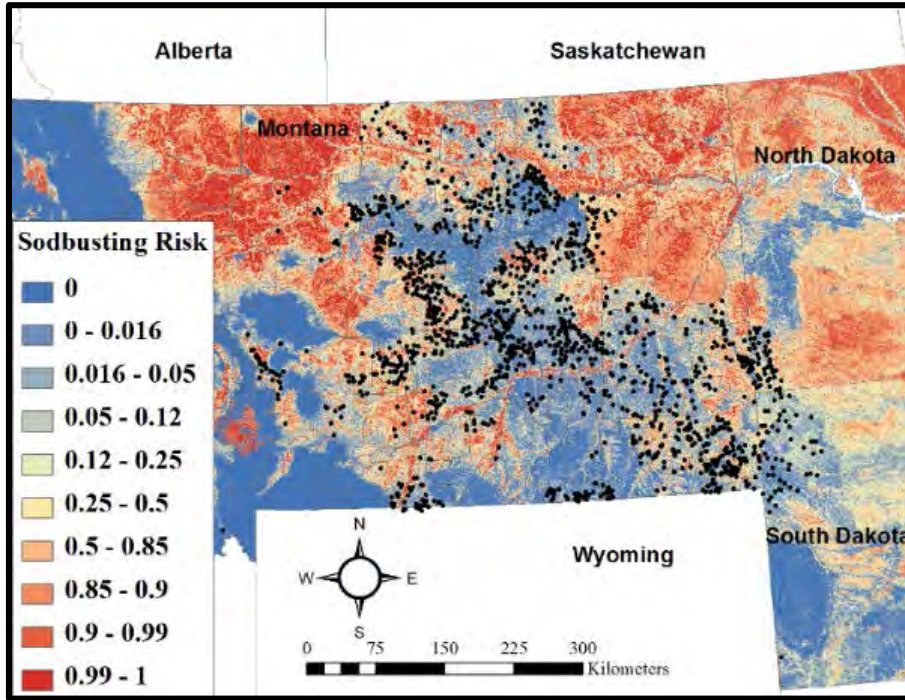 Alberta
Saskatchewan
Montana
North Dakota
Sodbusting Risk
0
0 - 0.016
0.016 - 0.05
0.05 - 0.12
0.12 - 0.25
0.25 - 0.5
0.5 - 0.85
0.85 - 0.9
0.9 - 0.99
0.99 - 1
South Dakota
Wyoming
N
W E
S
0 75 150 225 300
Kilometers